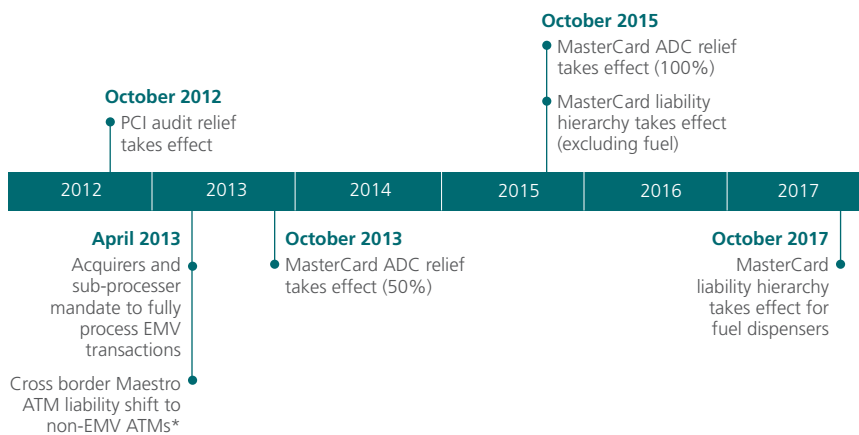 October 2015
MasterCard ADC relief
takes effect (100%)
MasterCard liability
hierarchy takes effect
(excluding fuel)
October 2012
PCI audit relief
takes effect
2012
2013
2014
2015
2016
2017
April 2013
Acquirers and
sub-processer
mandate to fully
process EMV
transactions
Cross border Maestro
ATM liability shift to
non-EMV ATMs*
October 2013
MasterCard ADC relief
takes effect (50%)
October 2017
MasterCard
liability hierarchy
takes effect for
fuel dispensers